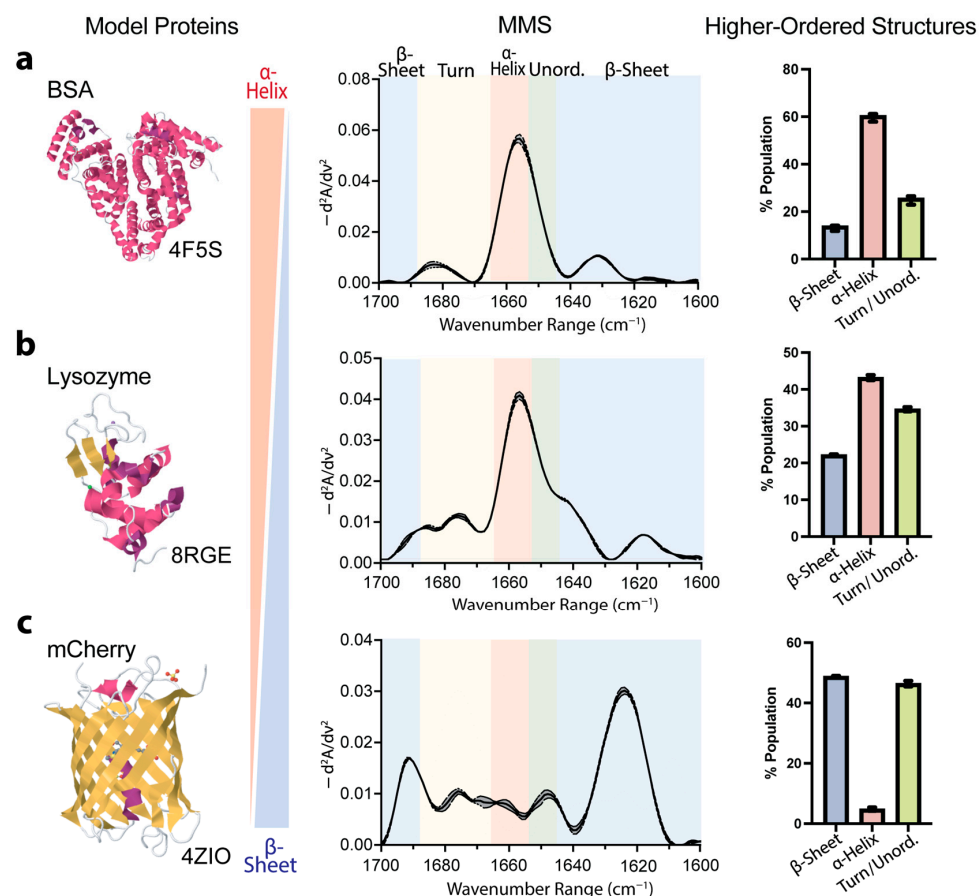 Model Proteins
MMS
Higher-Ordered Structures
a
BSA
4F5S
α-
Helix
β-
Sheet
Turn
α-
Helix
Unord.
β-Sheet
0.08
0.06
0.04
0.02
0.00
– d²A/dv²
1700 1680 1660 1640 1620 1600
Wavenumber Range (cm⁻¹)
80
60
40
20
0
% Population
β-Sheet
α-Helix
Turn / Unord.
b
Lysozyme
8RGE
0.05
0.04
0.03
0.02
0.01
0.00
– d²A/dv²
1700 1680 1660 1640 1620 1600
Wavenumber Range (cm⁻¹)
50
40
30
20
10
0
% Population
β-Sheet
α-Helix
Turn/ Unord.
c
mCherry
4ZIO
β-
Sheet
0.04
0.03
0.02
0.01
0.00
– d²A/dv²
1700 1680 1660 1640 1620 1600
Wavenumber Range (cm⁻¹)
60
40
20
0
% Population
β-Sheet
α-Helix
Turn/Unord.